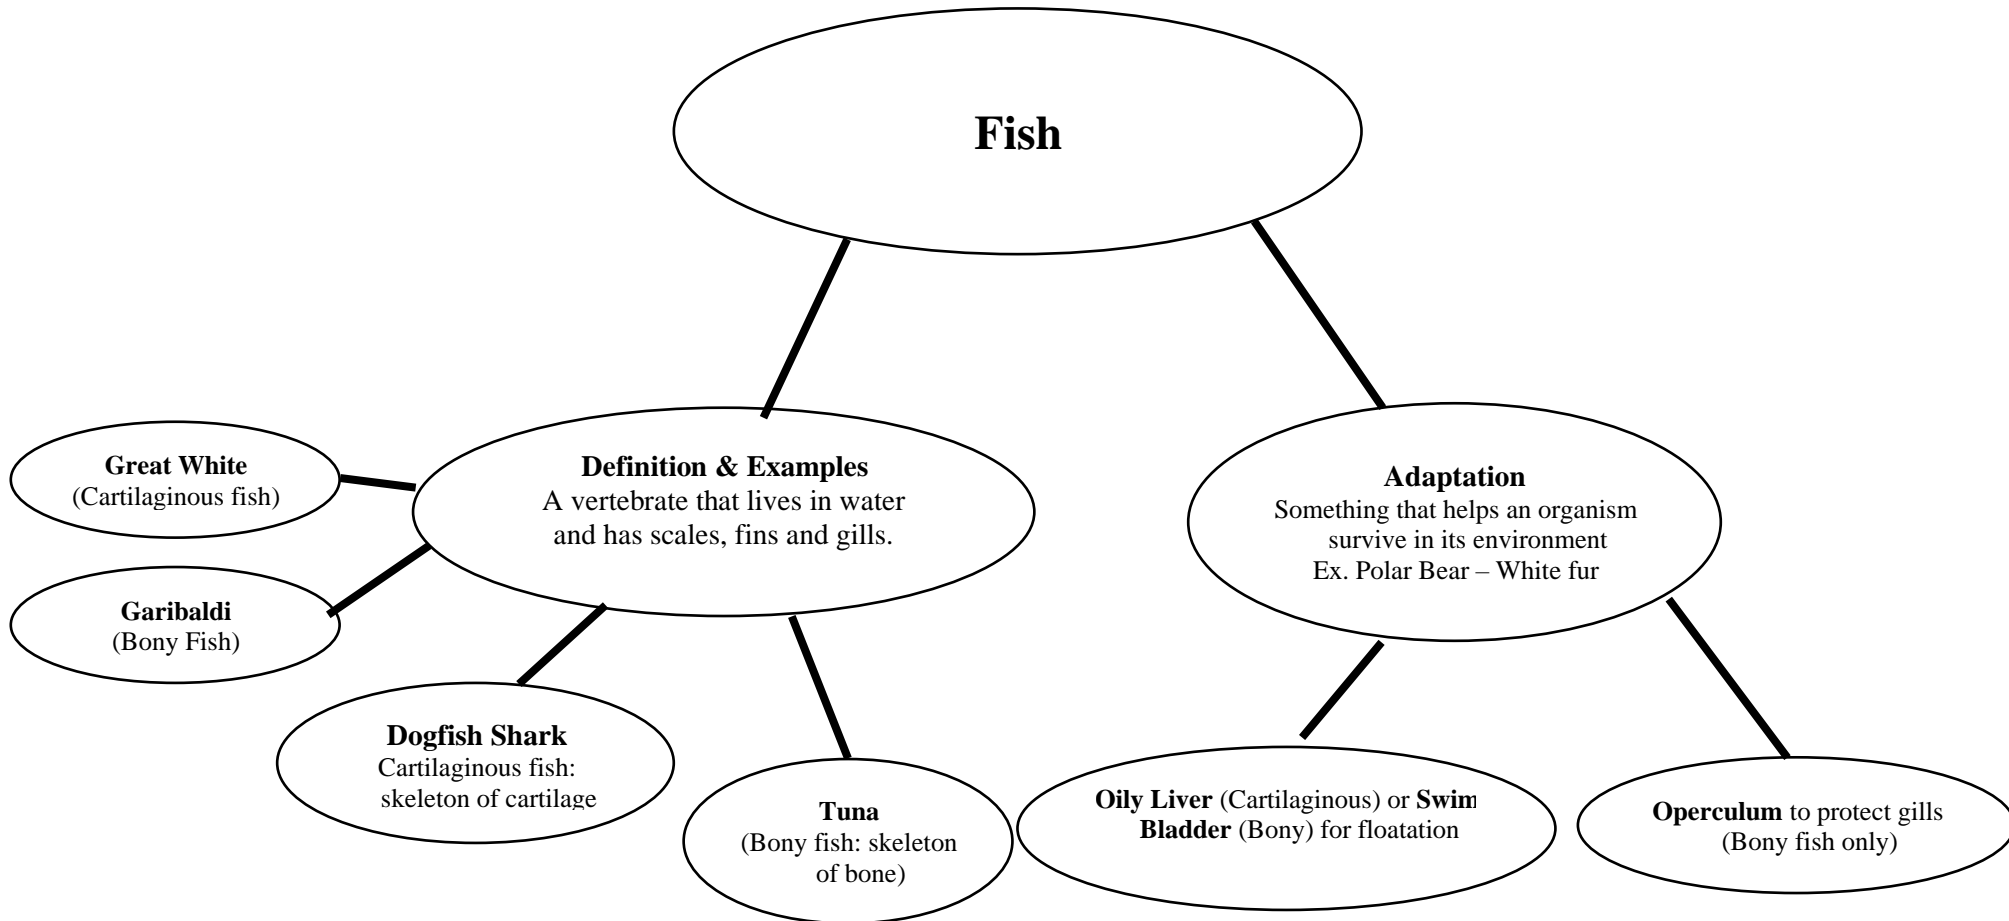 Fish
Definition & Examples
A vertebrate that lives in water
and has scales, fins and gills.
Great White
(Cartilaginous fish)
Garibaldi
(Bony Fish)
Dogfish Shark
Cartilaginous fish:
skeleton of cartilage
Tuna
(Bony fish: skeleton
of bone)
Adaptation
Something that helps an organism
survive in its environment
Ex. Polar Bear – White fur
Oily Liver (Cartilaginous) or Swim
Bladder (Bony) for floatation
Operculum to protect gills
(Bony fish only)